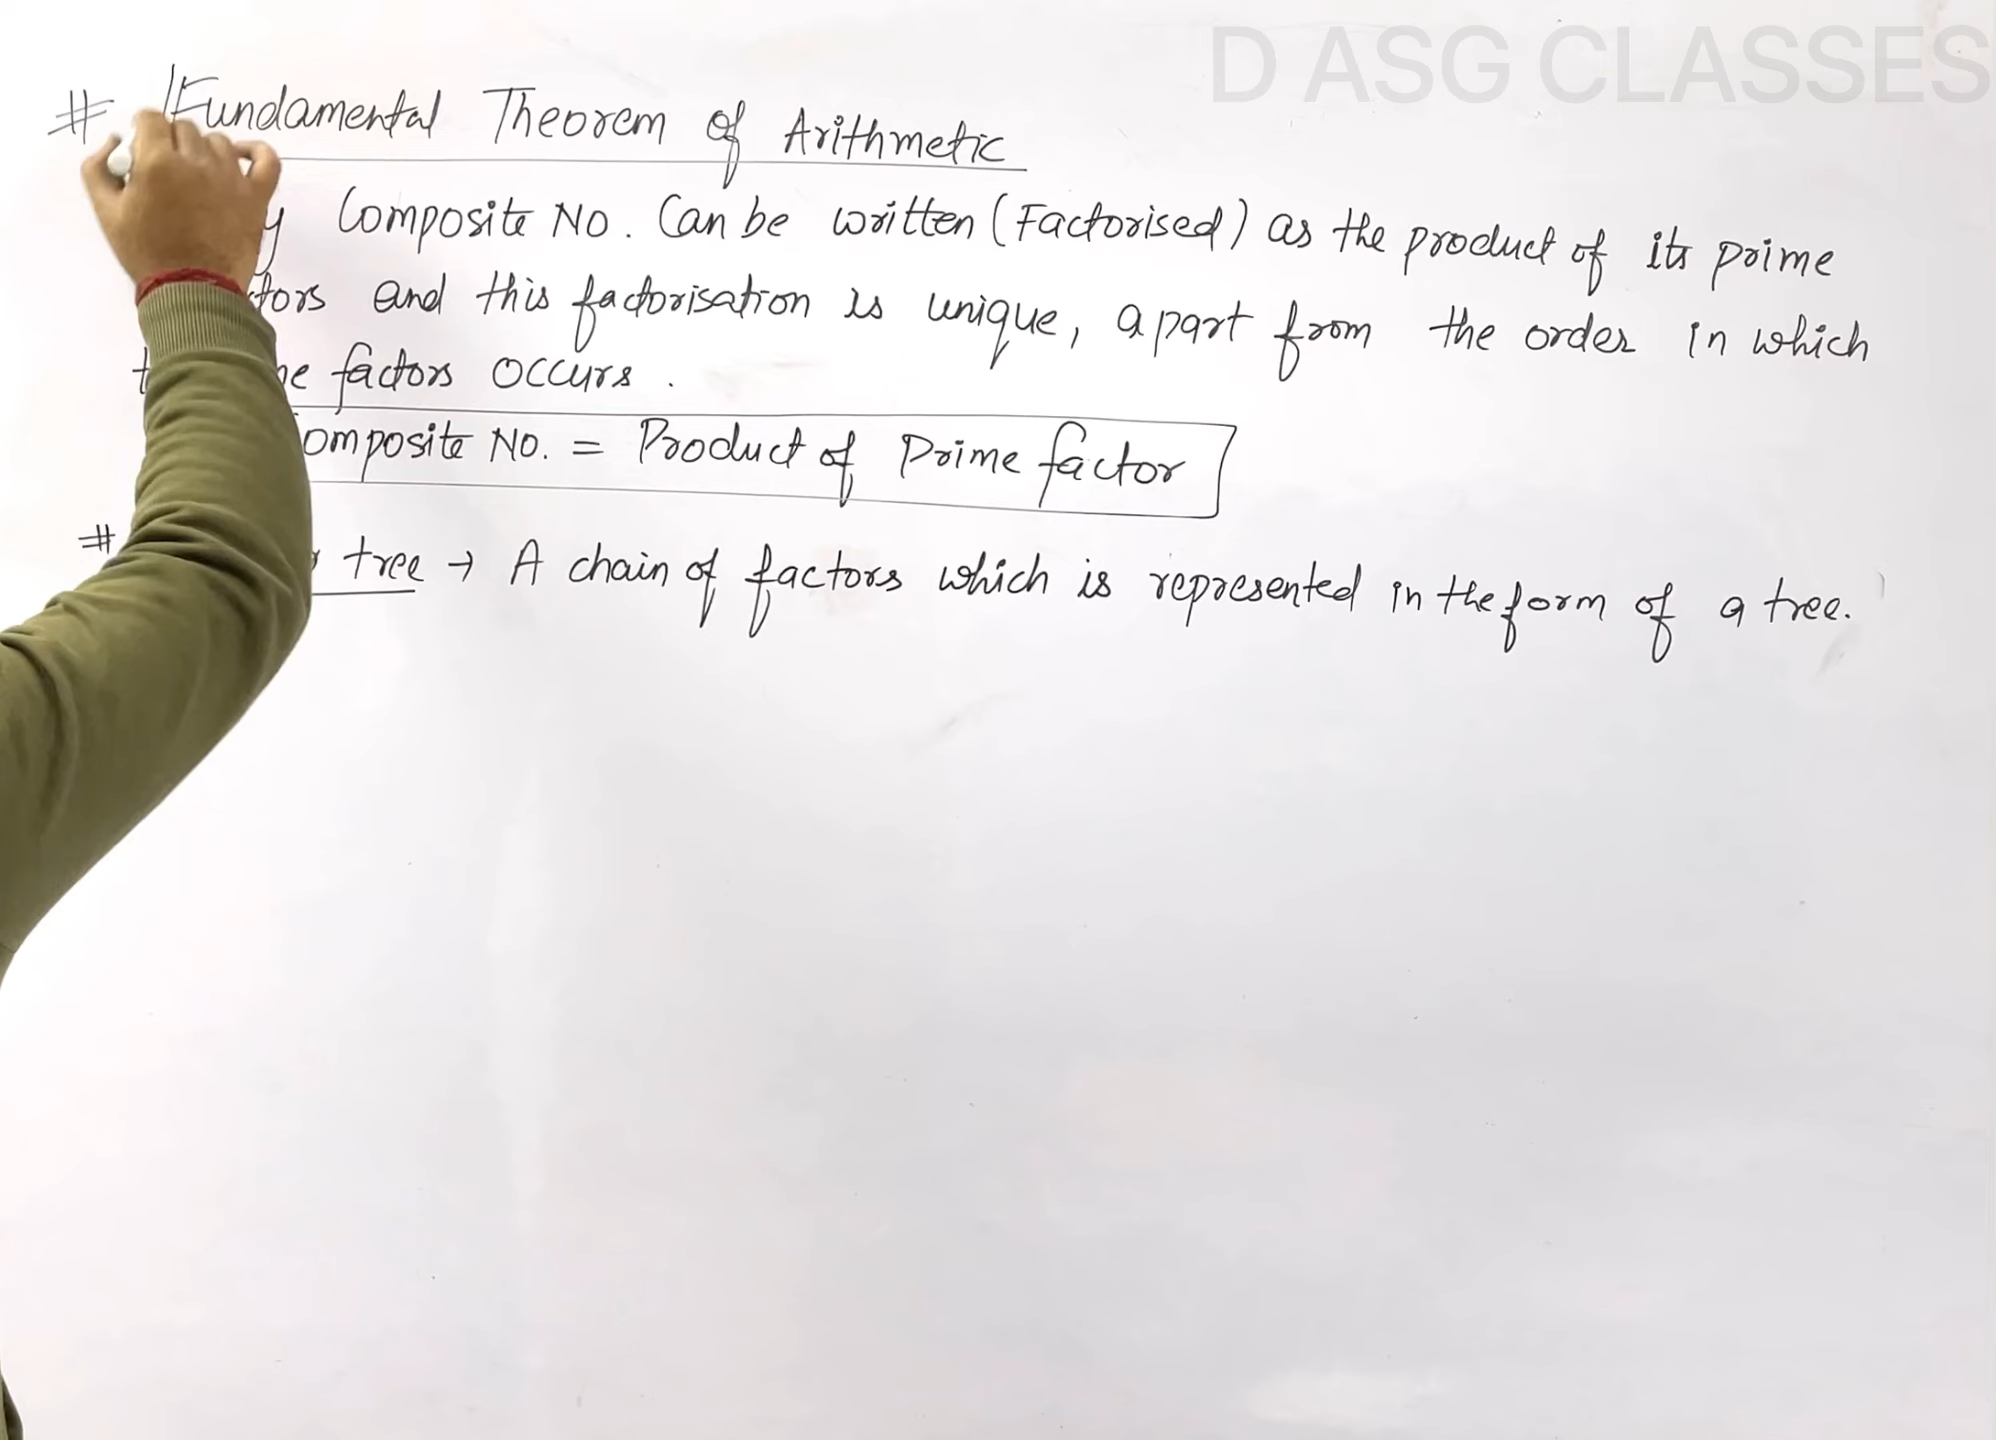 D ASG CLASSES
# Fundamental Theorem of Arithmetic
Composite No. Can be written (Factorised) as the product of its prime
and this factorisation is unique, apart from the order in which
factors occurs.
omposite No. = Product of Prime factor
# tree → A chain of factors which is represented in the form of a tree.